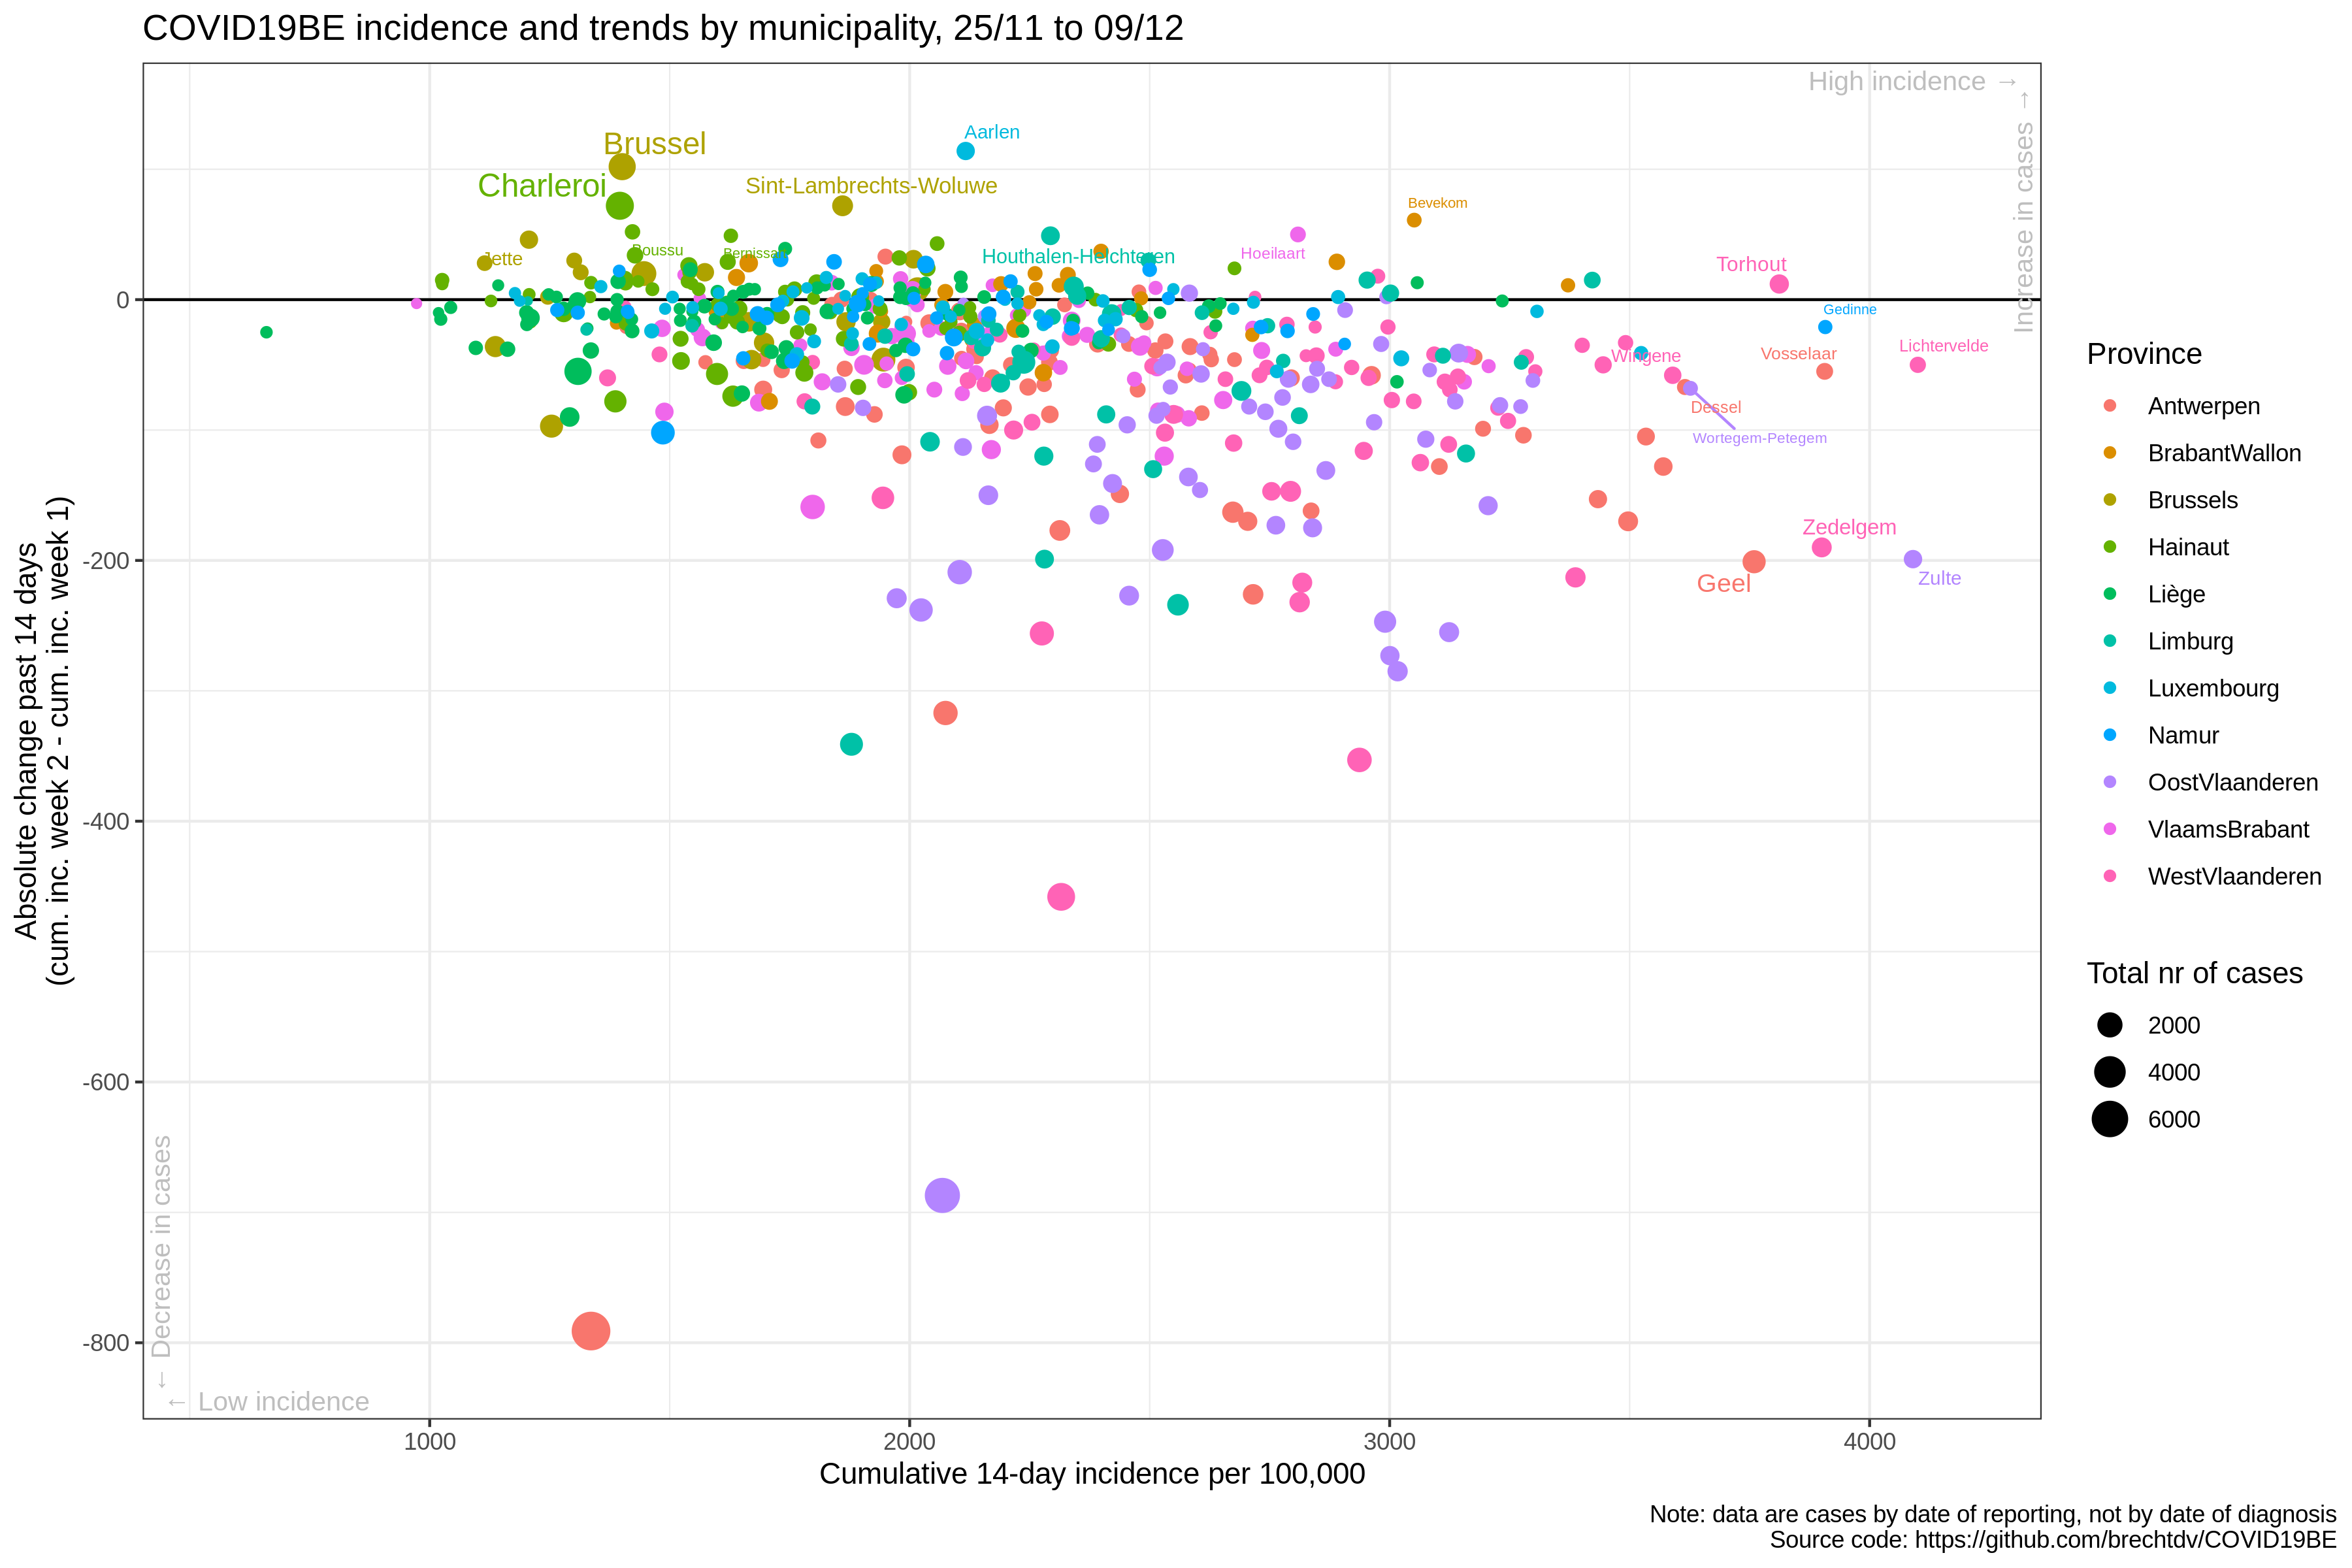 COVID19BE incidence and trends by municipality, 25/11 to 09/12
High incidence →
Increase in cases →
Aarlen
Brussel
Charleroi
Sint-Lambrechts-Woluwe
Bevekom
Jette
Boussu
Bernissart
Houthalen-Helchteren
Hoeilaart
Torhout
Gedinne
Wingene
Vosselaar
Lichtervelde
Dessel
Wortegem-Petegem
Zedelgem
Geel
Zulte
← Decrease in cases
← Low incidence
0
-200
-400
-600
-800
Absolute change past 14 days
(cum. inc. week 2 - cum. inc. week 1)
1000
2000
3000
4000
Cumulative 14-day incidence per 100,000
Province
Antwerpen
BrabantWallon
Brussels
Hainaut
Liège
Limburg
Luxembourg
Namur
OostVlaanderen
VlaamsBrabant
WestVlaanderen
Total nr of cases
2000
4000
6000
Note: data are cases by date of reporting, not by date of diagnosis
Source code: https://github.com/brechtdv/COVID19BE